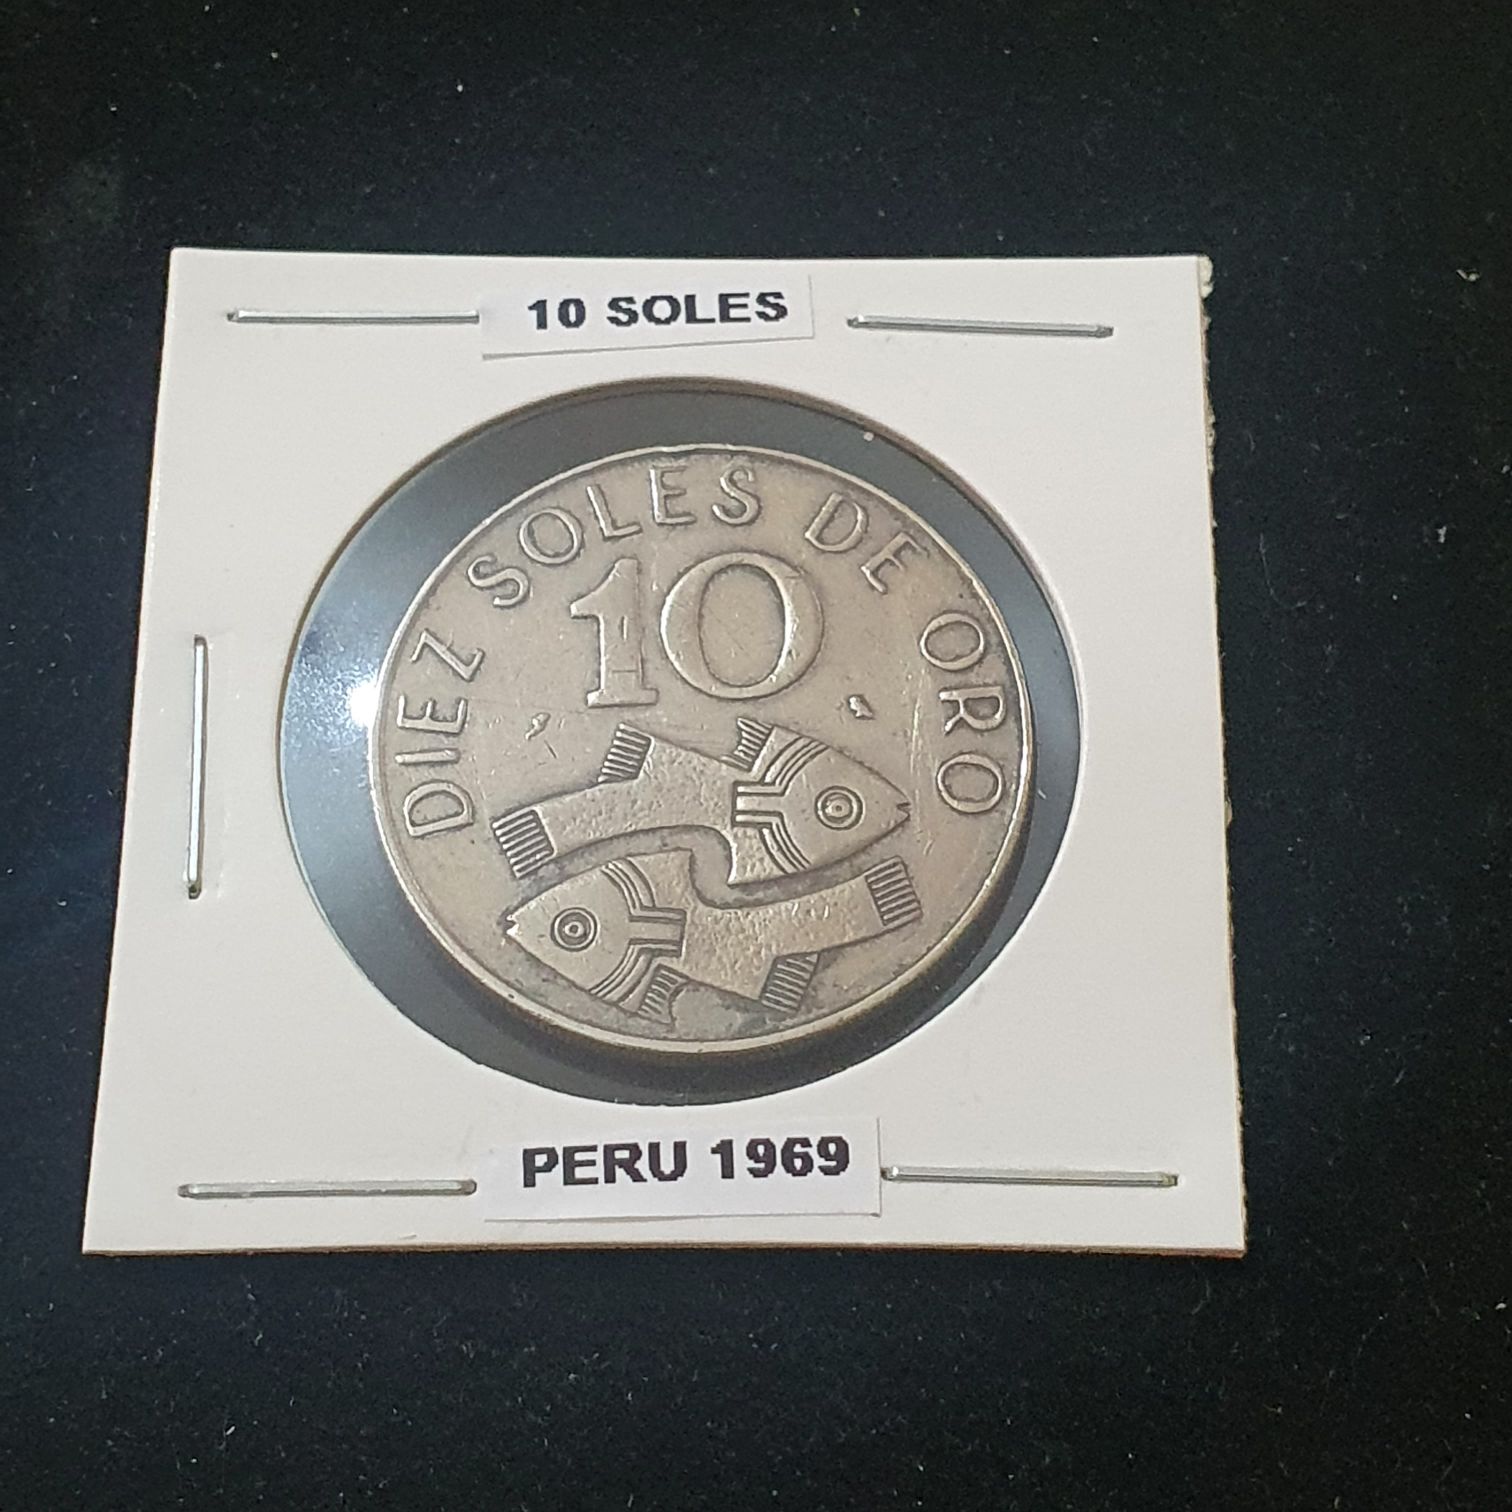 10 SOLES
DIEZ SOLES DE ORO
10
PERU 1969